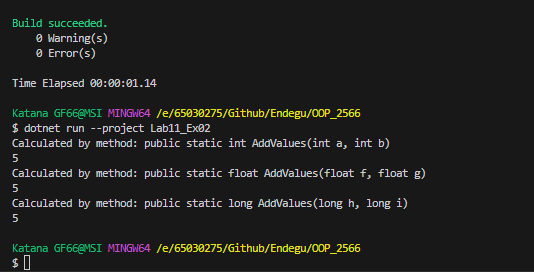 Build succeeded.
    0 Warning(s)
    0 Error(s)

Time Elapsed 00:00:01.14

Katana GF66@MSI MINGW64 /e/65030275/Github/Endegu/OOP_2566
$ dotnet run --project Lab11_Ex02
Calculated by method: public static int AddValues(int a, int b)
5
Calculated by method: public static float AddValues(float f, float g)
5
Calculated by method: public static long AddValues(long h, long i)
5

Katana GF66@MSI MINGW64 /e/65030275/Github/Endegu/OOP_2566
$